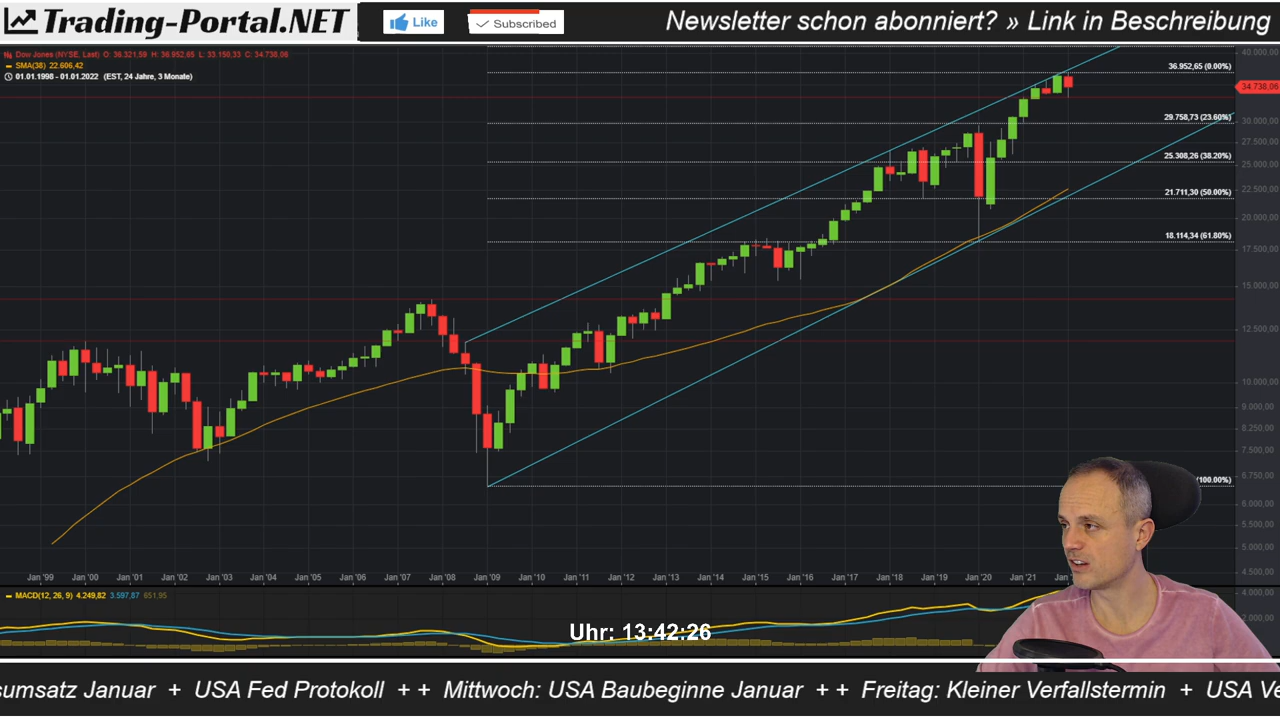 Trading-Portal.NET
Like
Subscribed
Newsletter schon abonniert? » Link in Beschreibung
Dow Jones (NYSE, Last) O: 36.321,59 H: 36.952,65 L: 33.150,33 C: 34.738,06
SMA(38) 22.606,42
01.01.1998 - 01.01.2022 (EST, 24 Jahre, 3 Monate)
36.952,65 (0.00%)
29.758,73 (23.60%)
25.308,26 (38.20%)
21.711,30 (50.00%)
18.114,34 (61.80%)
(100.00%)
40.000,00
34.738,06
30.000,00
27.500,00
25.000,00
22.500,00
20.000,00
17.500,00
15.000,00
12.500,00
10.000,00
9.000,00
8.250,00
7.500,00
6.750,00
6.000,00
5.500,00
5.000,00
4.500,00
Jan '99 Jan '00 Jan '01 Jan '02 Jan '03 Jan '04 Jan '05 Jan '06 Jan '07 Jan '08 Jan '09 Jan '10 Jan '11 Jan '12 Jan '13 Jan '14 Jan '15 Jan '16 Jan '17 Jan '18 Jan '19 Jan '20 Jan '21 Jan
MACD(12, 26, 9) 4.249,82 3.597,87 651,95
4.000,00
2.000,00
0,00
Uhr: 13:42:26
sumsatz Januar + USA Fed Protokoll + + Mittwoch: USA Baubeginne Januar + + Freitag: Kleiner Verfallstermin + USA Ve